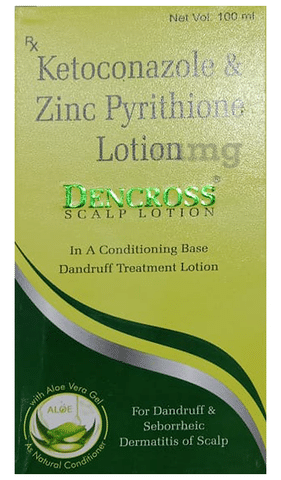 Net Vol: 100 ml
Rx
Ketoconazole &
Zinc Pyrithione
Lotion mg
DENCROSS®
SCALP LOTION
In A Conditioning Base
Dandruff Treatment Lotion
with Aloe Vera Gel
ALOE
As Natural Conditioner
For Dandruff &
Seborrheic
Dermatitis of Scalp